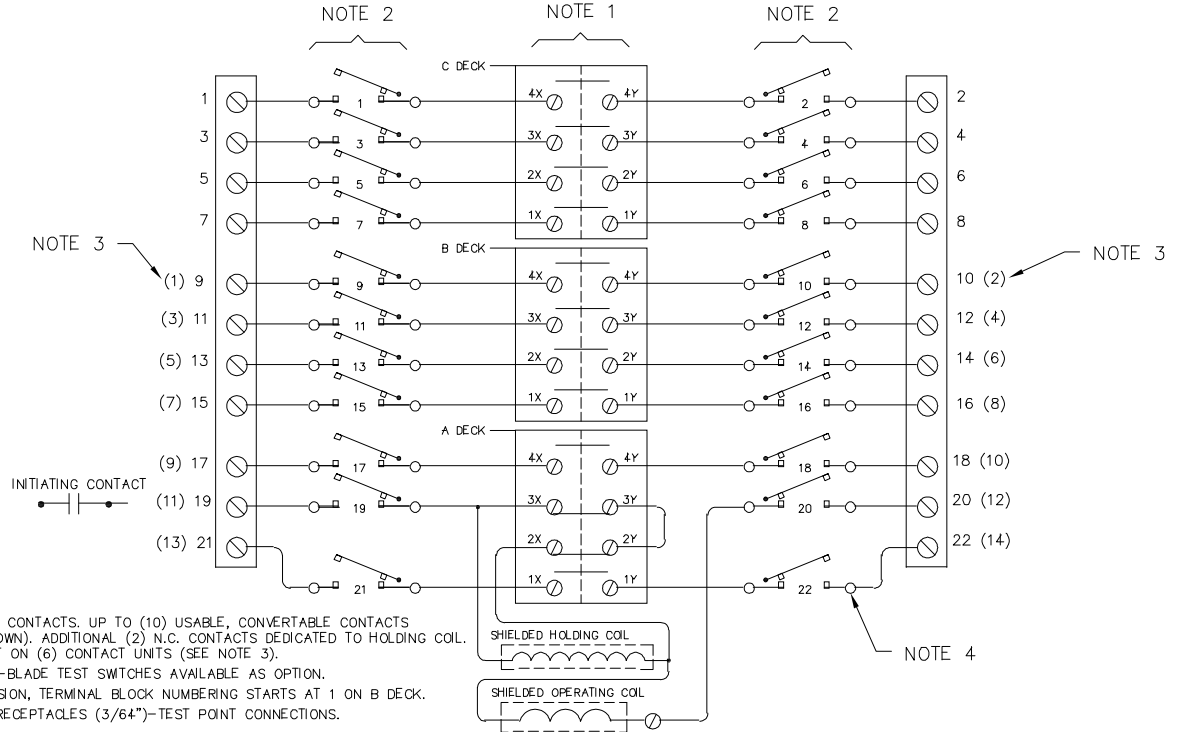 NOTE 2
NOTE 1
NOTE 2
C DECK
1 1 4X 4Y 2 2
3 3 3X 3Y 4 4
5 5 2X 2Y 6 6
7 7 1X 1Y 8 8
NOTE 3
NOTE 3
B DECK
(1) 9 9 4X 4Y 10 10 (2)
(3) 11 11 3X 3Y 12 12 (4)
(5) 13 13 2X 2Y 14 14 (6)
(7) 15 15 1X 1Y 16 16 (8)
A DECK
(9) 17 17 4X 4Y 18 18 (10)
INITIATING CONTACT
(11) 19 19 3X 3Y 20 20 (12)
(13) 21 2X 2Y 22 (14)
21 1X 1Y 22
CONTACTS. UP TO (10) USABLE, CONVERTABLE CONTACTS
OWN). ADDITIONAL (2) N.C. CONTACTS DEDICATED TO HOLDING COIL.
ON (6) CONTACT UNITS (SEE NOTE 3).
-BLADE TEST SWITCHES AVAILABLE AS OPTION.
SION, TERMINAL BLOCK NUMBERING STARTS AT 1 ON B DECK.
RECEPTACLES (3/64")-TEST POINT CONNECTIONS.
SHIELDED HOLDING COIL
SHIELDED OPERATING COIL
NOTE 4